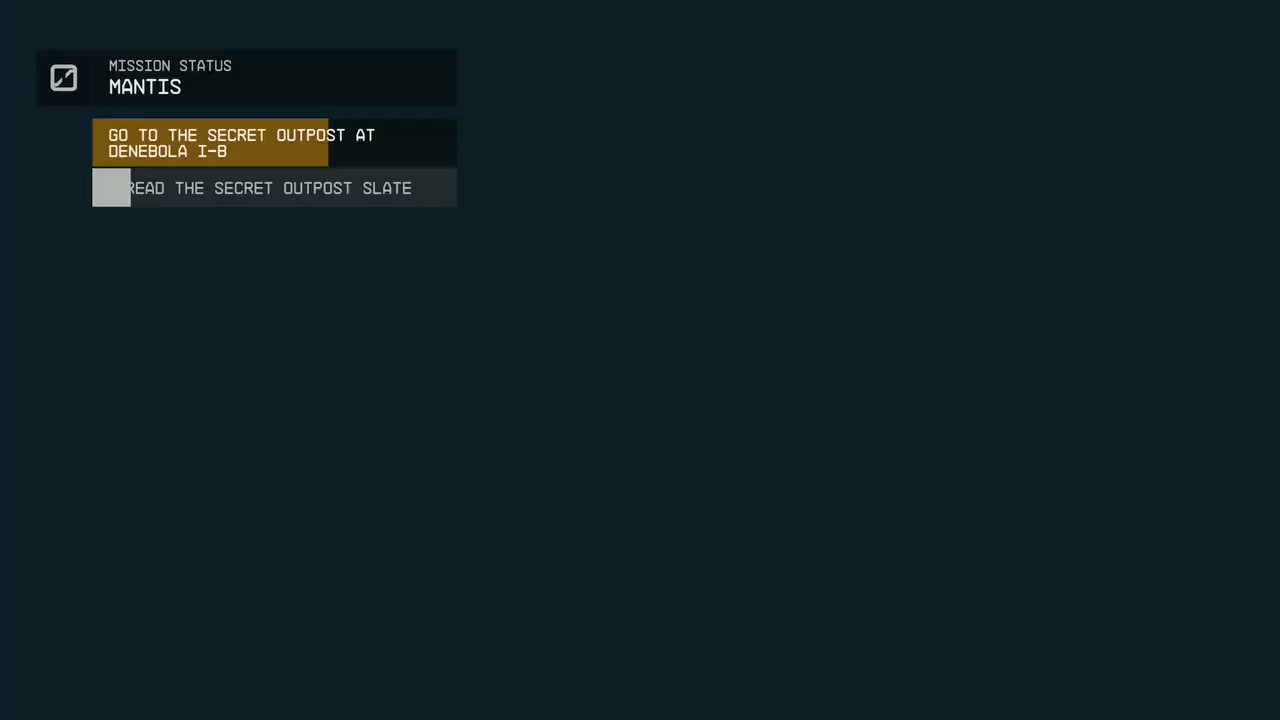 MISSION STATUS
MANTIS
GO TO THE SECRET OUTPOST AT
DENEBOLA I-B
READ THE SECRET OUTPOST SLATE